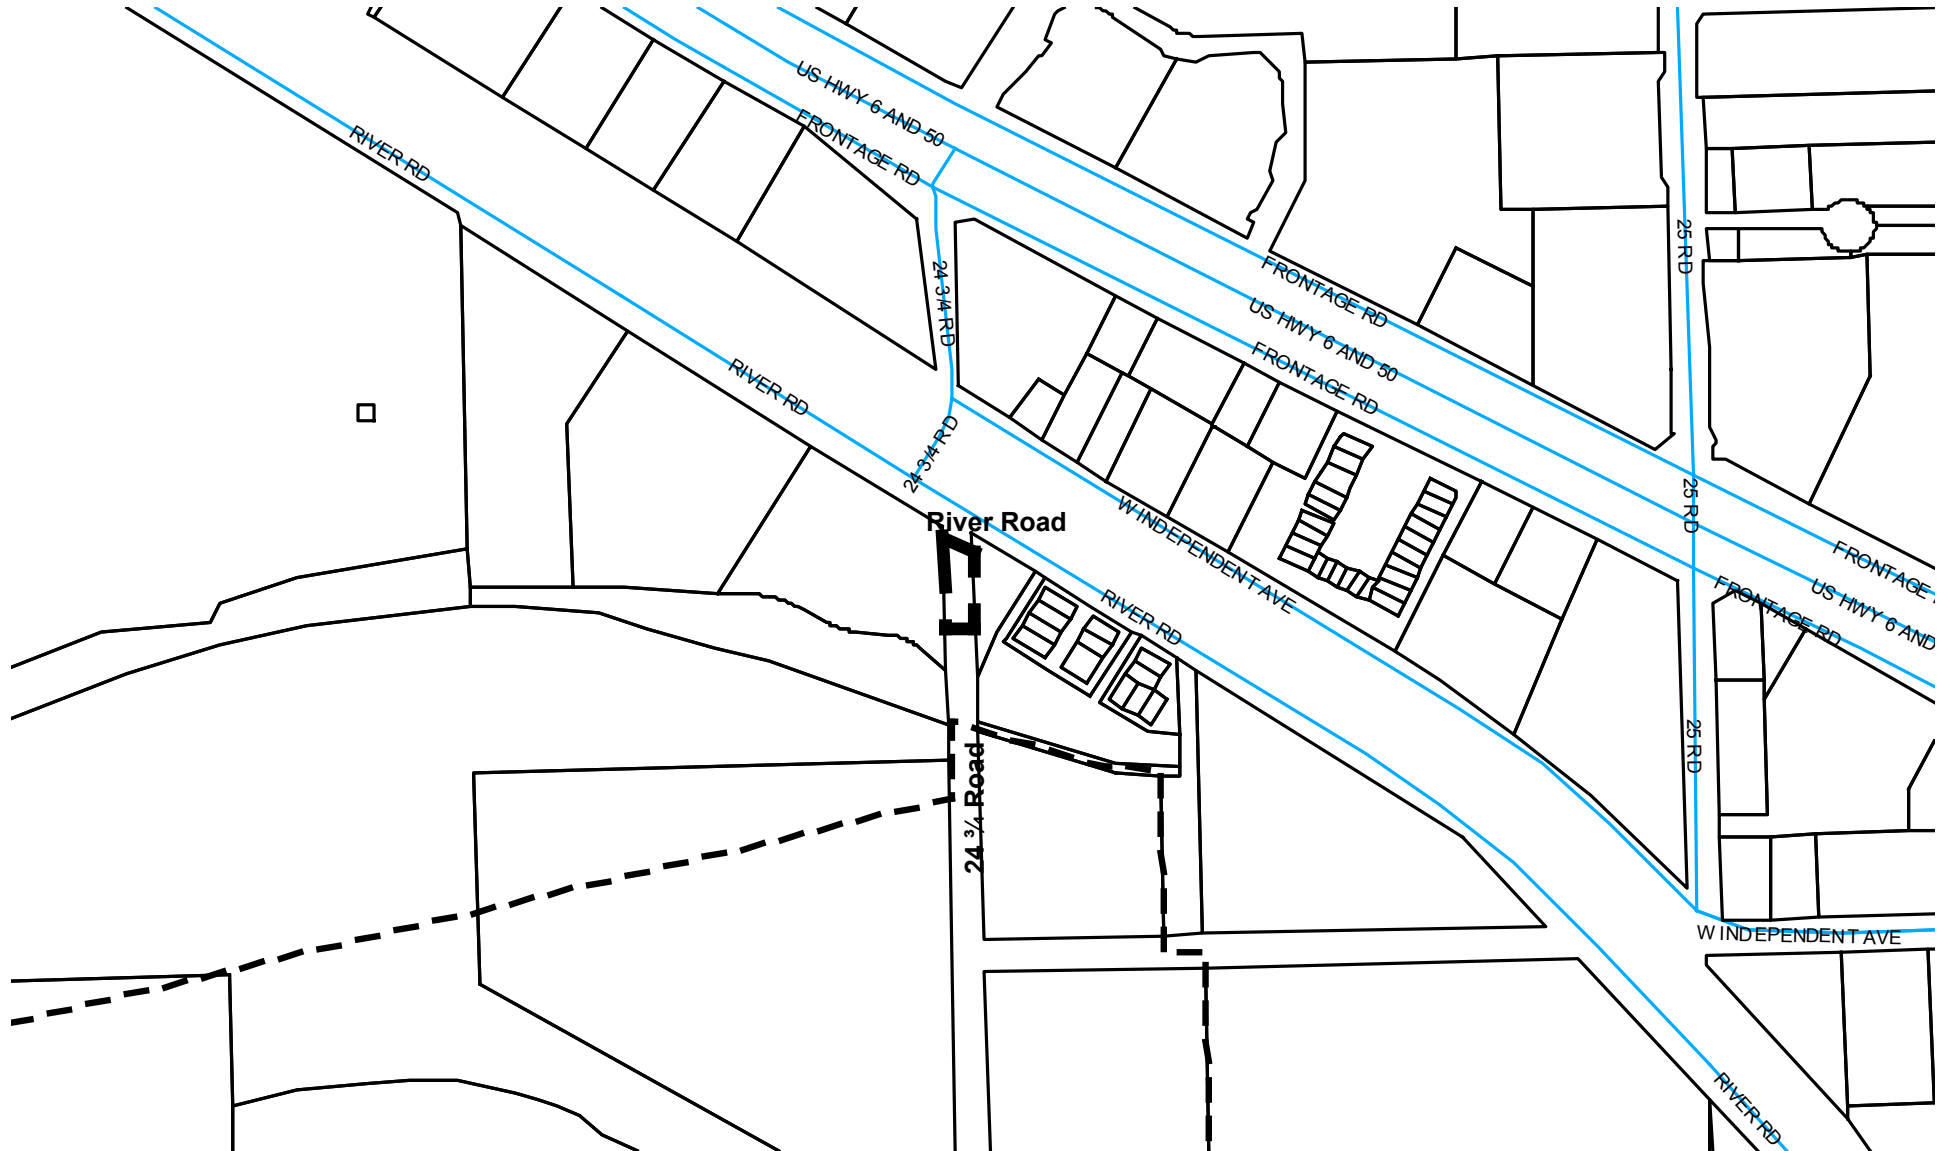 US HWY 6 AND 50
FRONTAGE RD
RIVER RD
25 RD
24 3/4 RD
FRONTAGE RD
US HWY 6 AND 50
FRONTAGE RD
RIVER RD
24 3/4 RD
25 RD
River Road
W INDEPENDENT AVE
FRONTAGE
US HWY 6 AND
FRONTAGE RD
RIVER RD
25 RD
24 ¾ Road
W INDEPENDENT AVE
RIVER RD